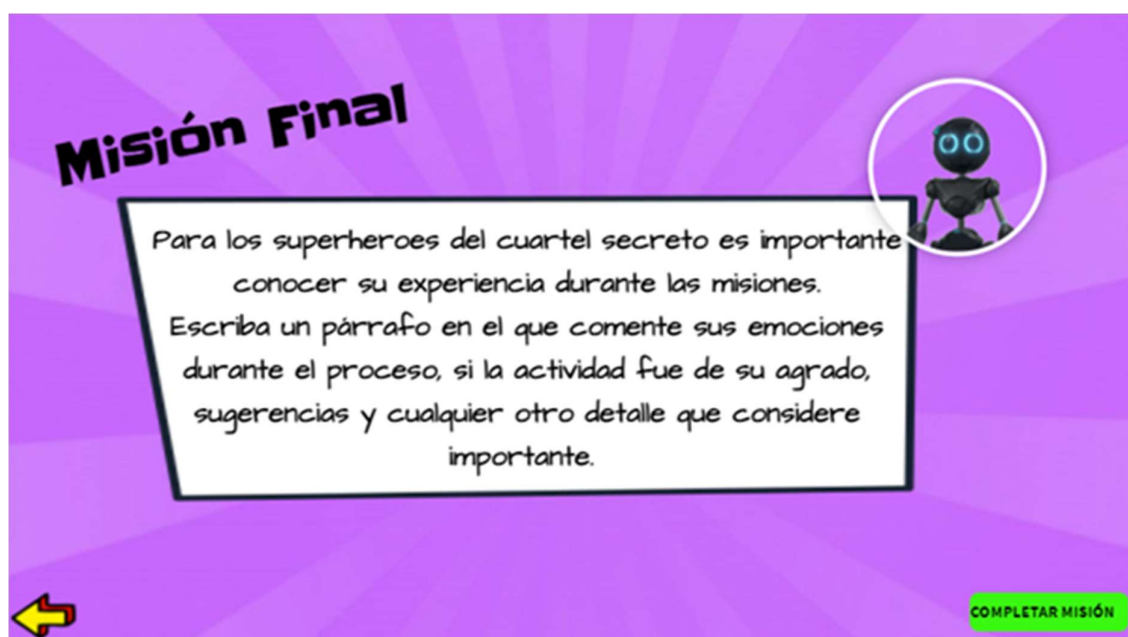 Misión Final
Para los superheroes del cuartel secreto es importante
conocer su experiencia durante las misiones.
Escriba un párrafo en el que comente sus emociones
durante el proceso, si la actividad fue de su agrado,
sugerencias y cualquier otro detalle que considere
importante.
COMPLETAR MISIÓN